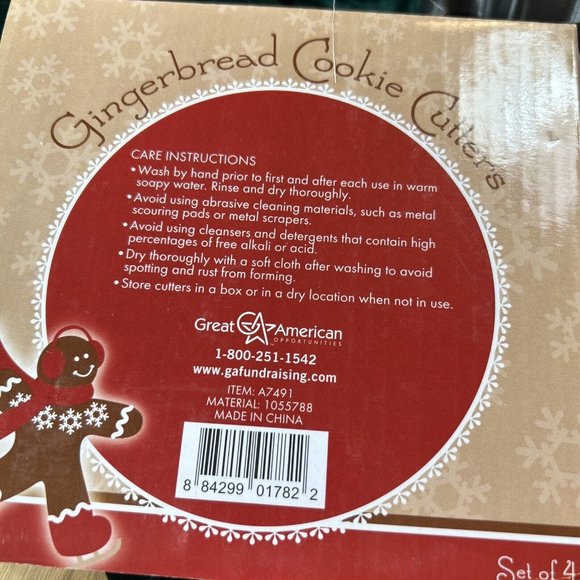 Gingerbread Cookie Cutters
CARE INSTRUCTIONS
•Wash by hand prior to first and after each use in warm
soapy water. Rinse and dry thoroughly.
•Avoid using abrasive cleaning materials, such as metal
scouring pads or metal scrapers.
•Avoid using cleansers and detergents that contain high
percentages of free alkali or acid.
•Dry thoroughly with a soft cloth after washing to avoid
spotting and rust from forming.
•Store cutters in a box or in a dry location when not in use.
Great American
OPPORTUNITIES
1-800-251-1542
www.gafundraising.com
ITEM: A7491
MATERIAL: 1055788
MADE IN CHINA
8 84299 01782 2
Set of 4